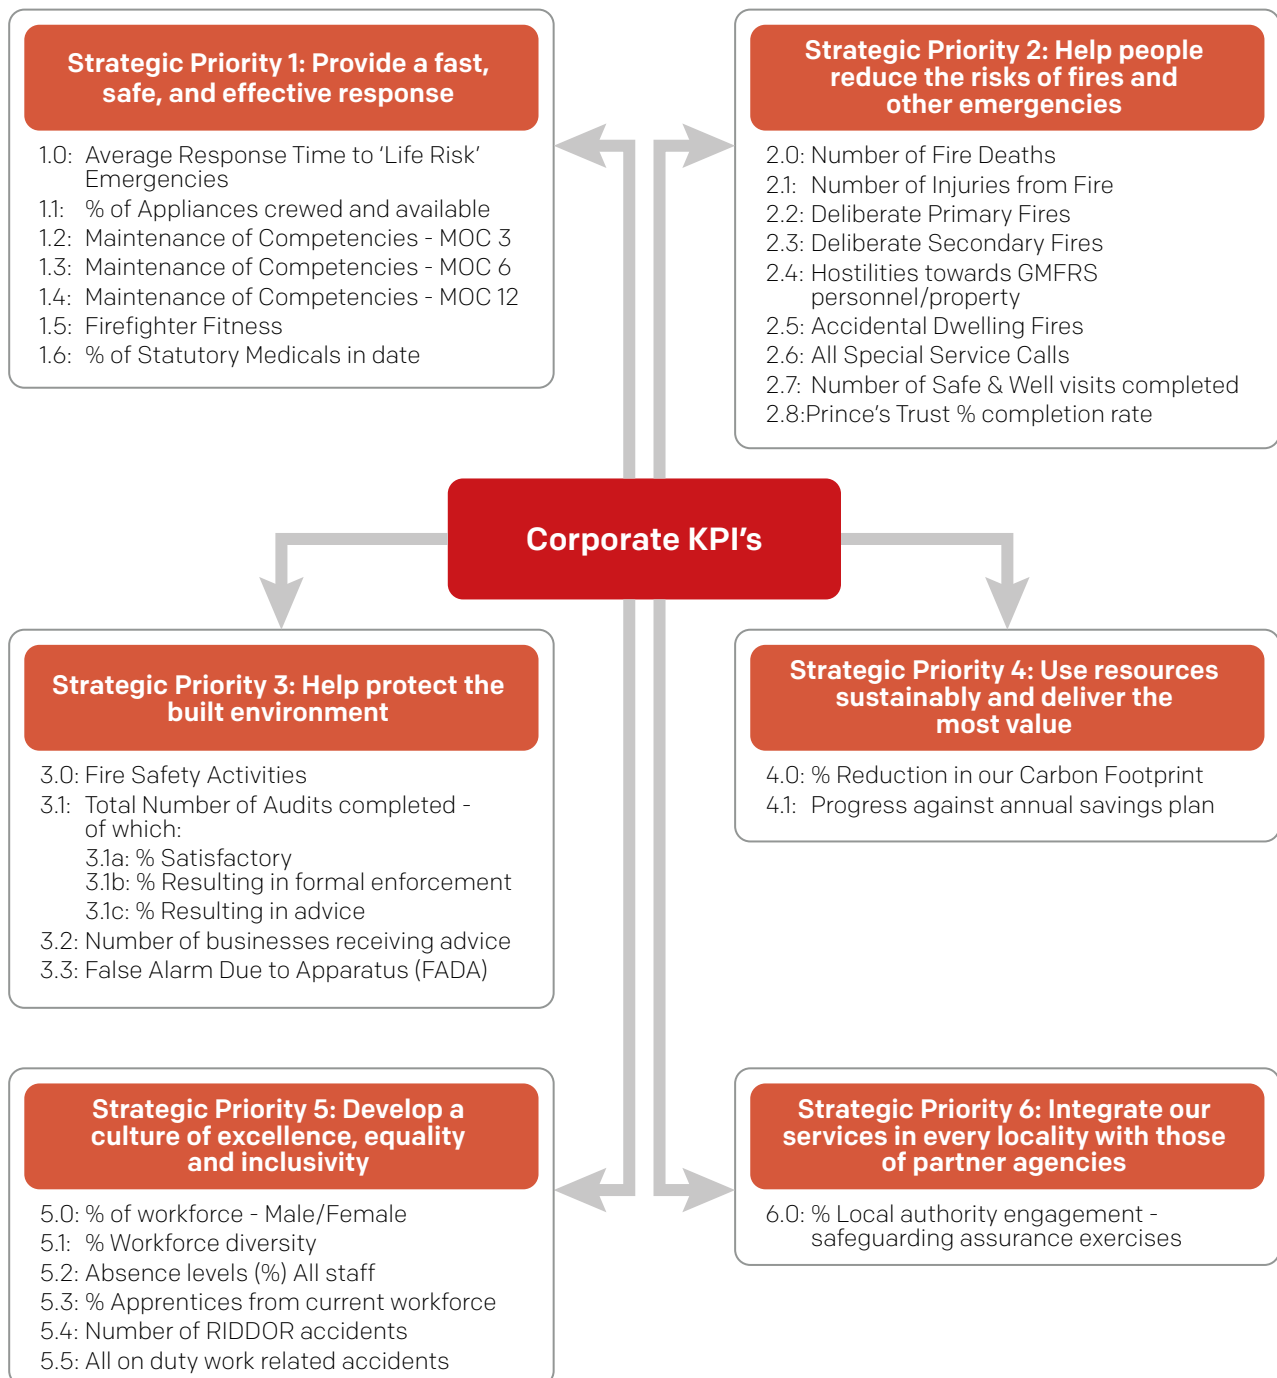 Strategic Priority 1: Provide a fast,
safe, and effective response
1.0: Average Response Time to ‘Life Risk’
Emergencies
1.1: % of Appliances crewed and available
1.2: Maintenance of Competencies - MOC 3
1.3: Maintenance of Competencies - MOC 6
1.4: Maintenance of Competencies - MOC 12
1.5: Firefighter Fitness
1.6: % of Statutory Medicals in date
Strategic Priority 2: Help people
reduce the risks of fires and
other emergencies
2.0: Number of Fire Deaths
2.1: Number of Injuries from Fire
2.2: Deliberate Primary Fires
2.3: Deliberate Secondary Fires
2.4: Hostilities towards GMFRS
personnel/property
2.5: Accidental Dwelling Fires
2.6: All Special Service Calls
2.7: Number of Safe & Well visits completed
2.8:Prince’s Trust % completion rate
Corporate KPI’s
Strategic Priority 3: Help protect the
built environment
3.0: Fire Safety Activities
3.1: Total Number of Audits completed -
of which:
3.1a: % Satisfactory
3.1b: % Resulting in formal enforcement
3.1c: % Resulting in advice
3.2: Number of businesses receiving advice
3.3: False Alarm Due to Apparatus (FADA)
Strategic Priority 4: Use resources
sustainably and deliver the
most value
4.0: % Reduction in our Carbon Footprint
4.1: Progress against annual savings plan
Strategic Priority 5: Develop a
culture of excellence, equality
and inclusivity
5.0: % of workforce - Male/Female
5.1: % Workforce diversity
5.2: Absence levels (%) All staff
5.3: % Apprentices from current workforce
5.4: Number of RIDDOR accidents
5.5: All on duty work related accidents
Strategic Priority 6: Integrate our
services in every locality with those
of partner agencies
6.0: % Local authority engagement -
safeguarding assurance exercises